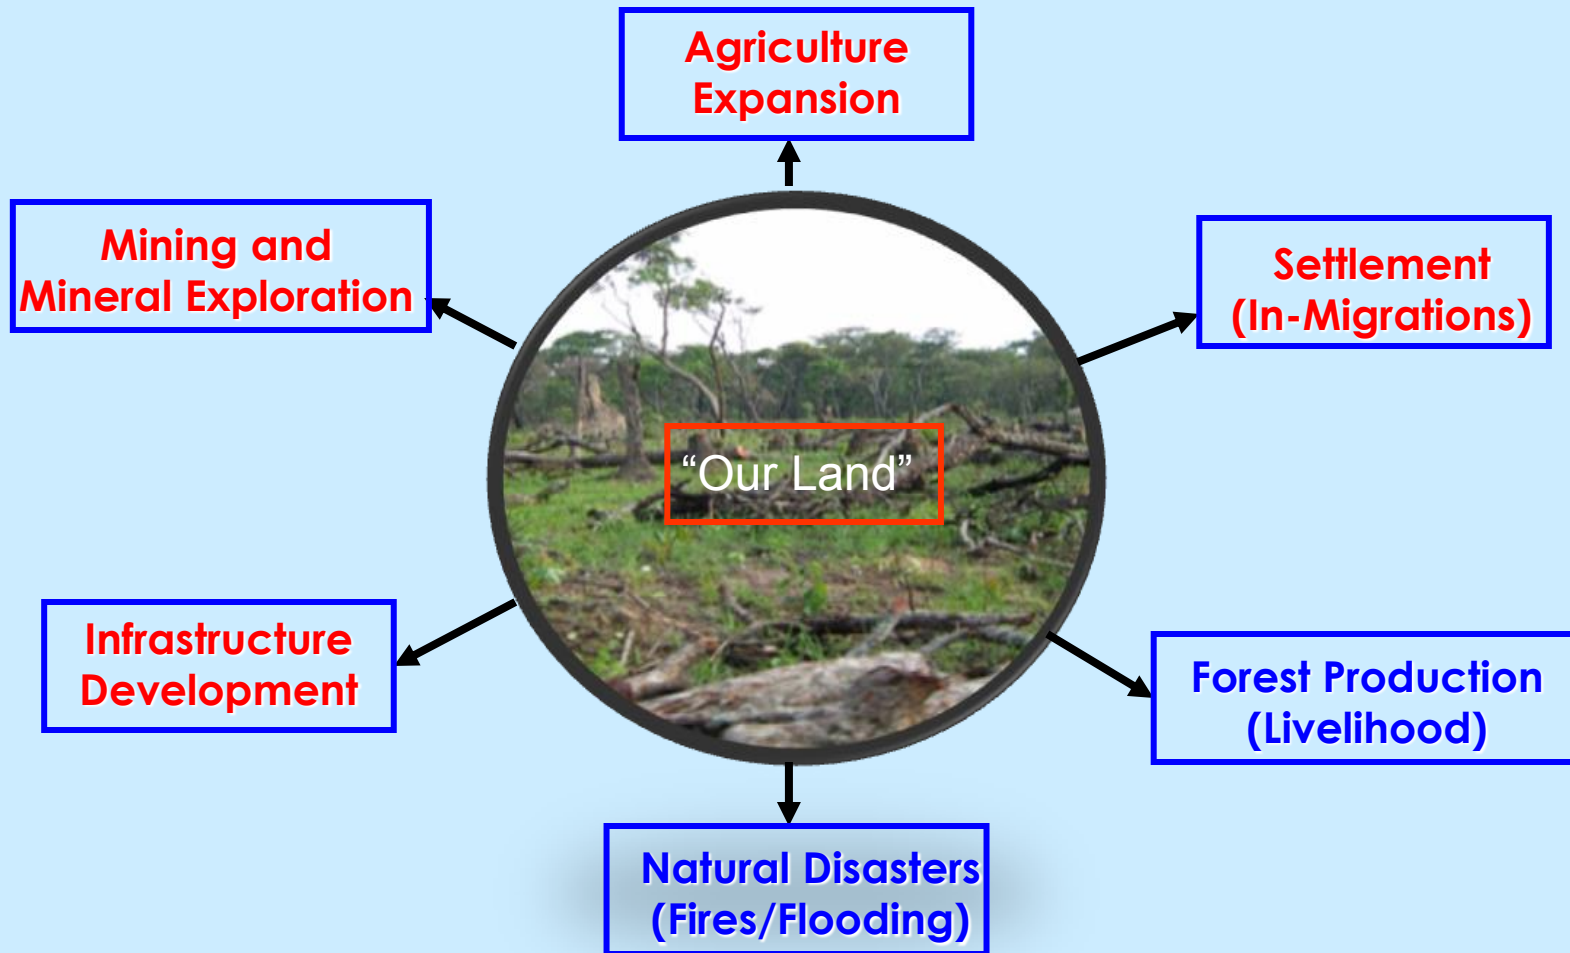 Agriculture
Expansion
Mining and
Mineral Exploration
Settlement
(In-Migrations)
“Our Land”
Infrastructure
Development
Forest Production
(Livelihood)
Natural Disasters
(Fires/Flooding)